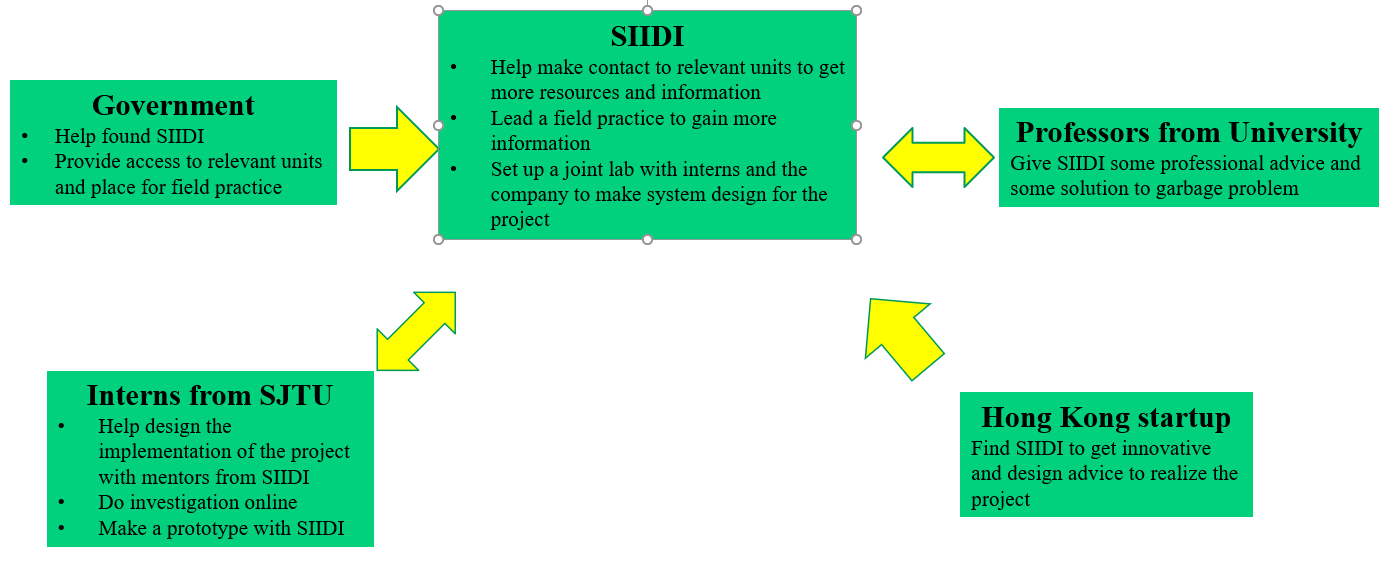 SIIDI
• Help make contact to relevant units to get
more resources and information
• Lead a field practice to gain more
information
• Set up a joint lab with interns and the
company to make system design for the
project
Government
• Help found SIIDI
• Provide access to relevant units
and place for field practice
Professors from University
Give SIIDI some professional advice and
some solution to garbage problem
Interns from SJTU
• Help design the
implementation of the project
with mentors from SIIDI
• Do investigation online
• Make a prototype with SIIDI
Hong Kong startup
Find SIIDI to get innovative
and design advice to realize the
project